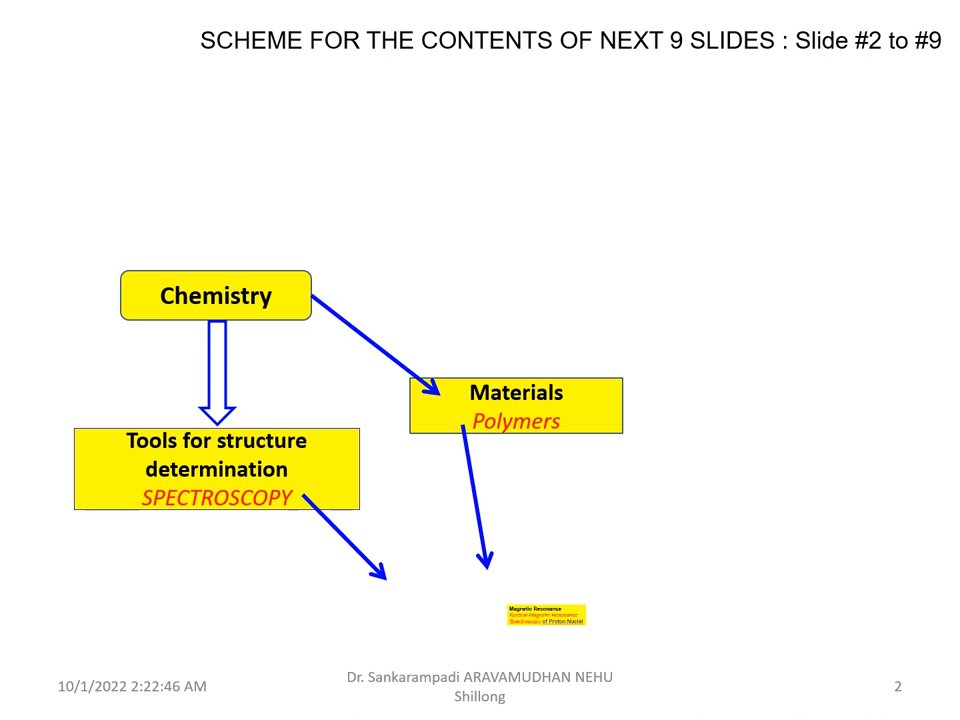 SCHEME FOR THE CONTENTS OF NEXT 9 SLIDES : Slide #2 to #9
Chemistry
Materials
Polymers
Tools for structure
determination
SPECTROSCOPY
Magnetic Resonance
Nuclear Magnetic Resonance
Spectroscopy of Proton Nuclei
10/1/2022 2:22:46 AM
Dr. Sankarampadi ARAVAMUDHAN NEHU
Shillong
2